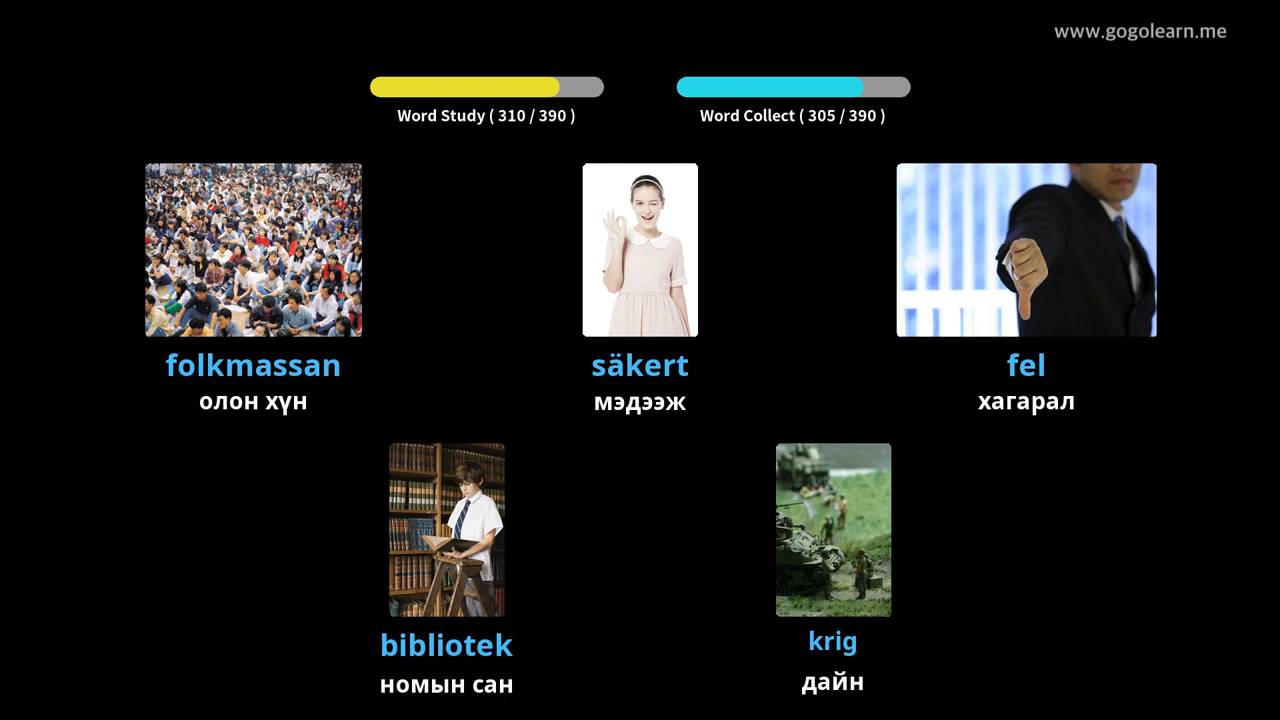 www.gogolearn.me
Word Study ( 310 / 390 )
Word Collect ( 305 / 390 )
folkmassan
олон хүн
säkert
мэдээж
fel
хагарал
bibliotek
номын сан
krig
дайн